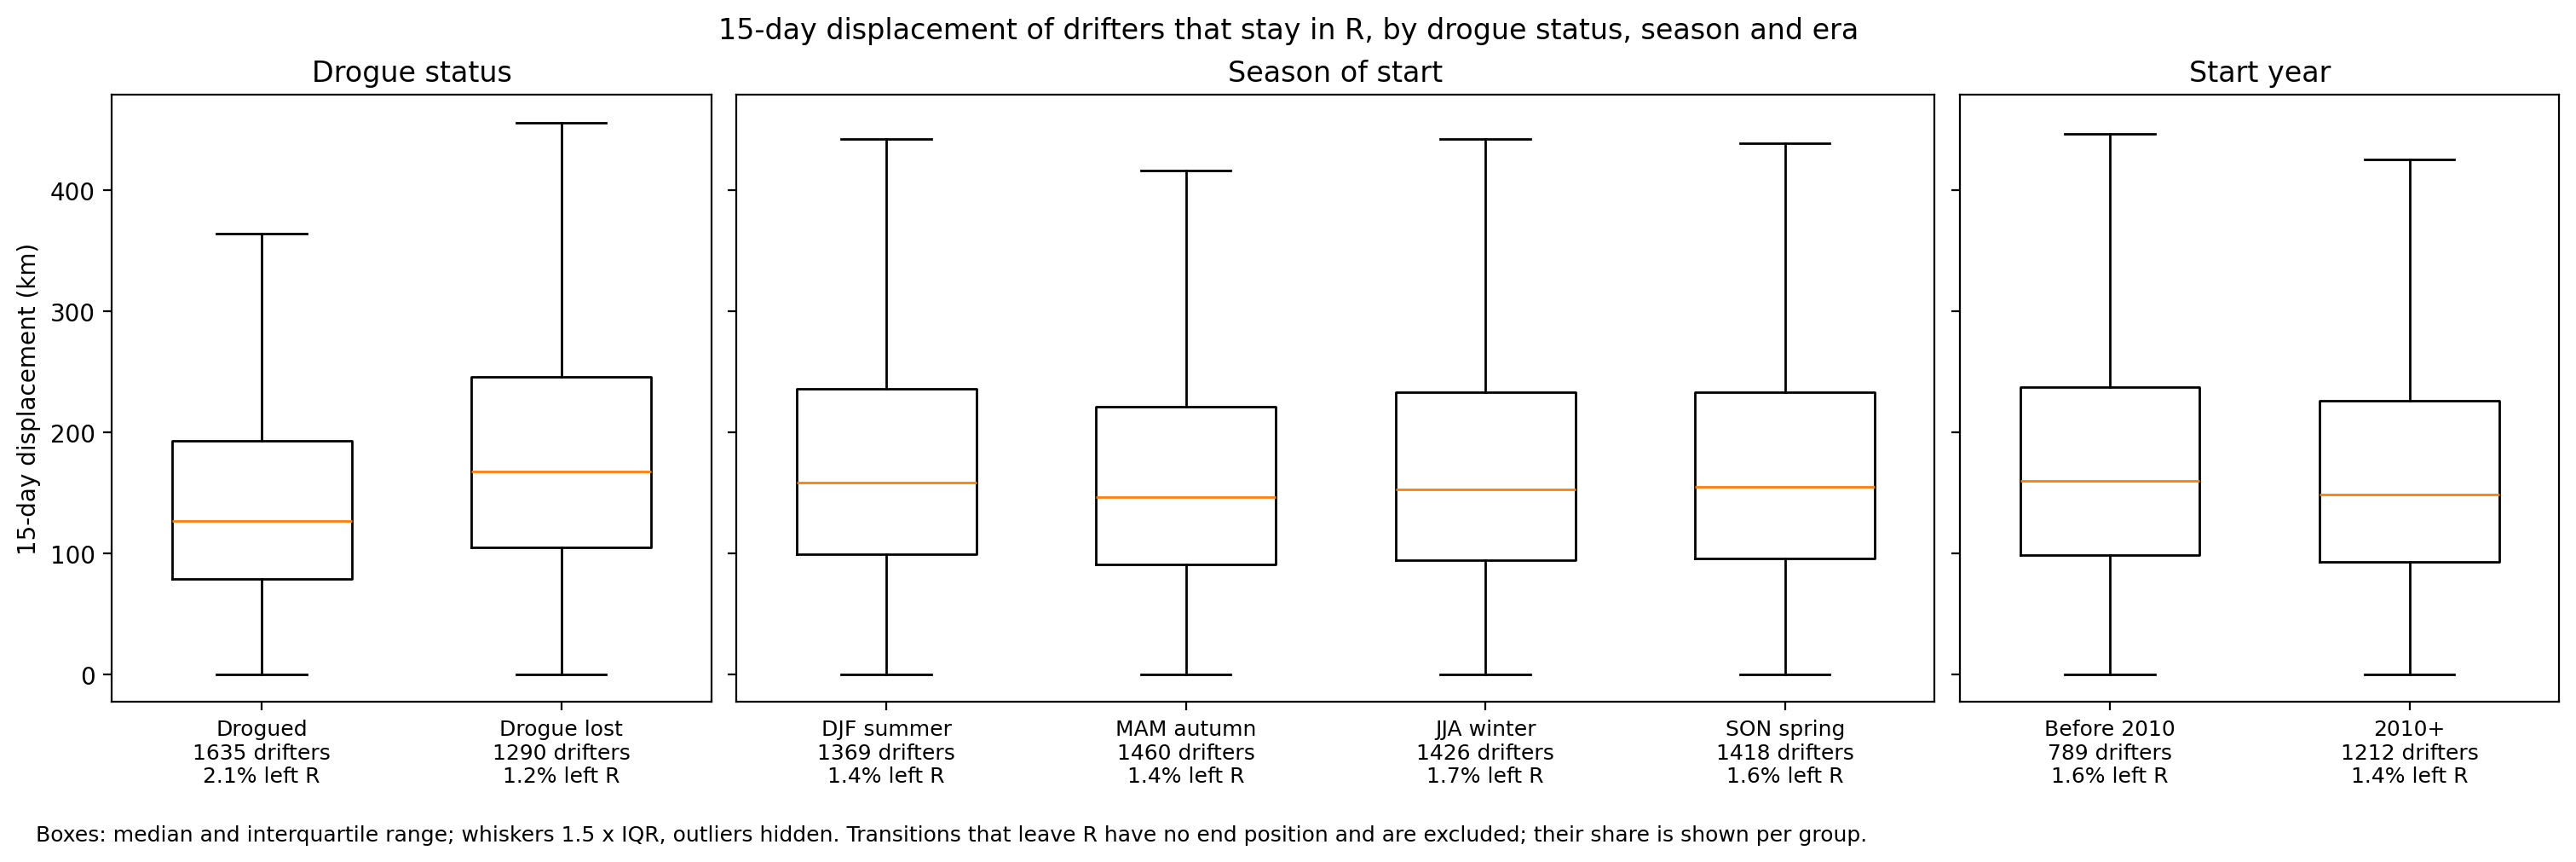 15-day displacement of drifters that stay in R, by drogue status, season and era
Drogue status
Season of start
Start year
15-day displacement (km)
400
300
200
100
0
Drogued
1635 drifters
2.1% left R
Drogue lost
1290 drifters
1.2% left R
DJF summer
1369 drifters
1.4% left R
MAM autumn
1460 drifters
1.4% left R
JJA winter
1426 drifters
1.7% left R
SON spring
1418 drifters
1.6% left R
Before 2010
789 drifters
1.6% left R
2010+
1212 drifters
1.4% left R
Boxes: median and interquartile range; whiskers 1.5 x IQR, outliers hidden. Transitions that leave R have no end position and are excluded; their share is shown per group.